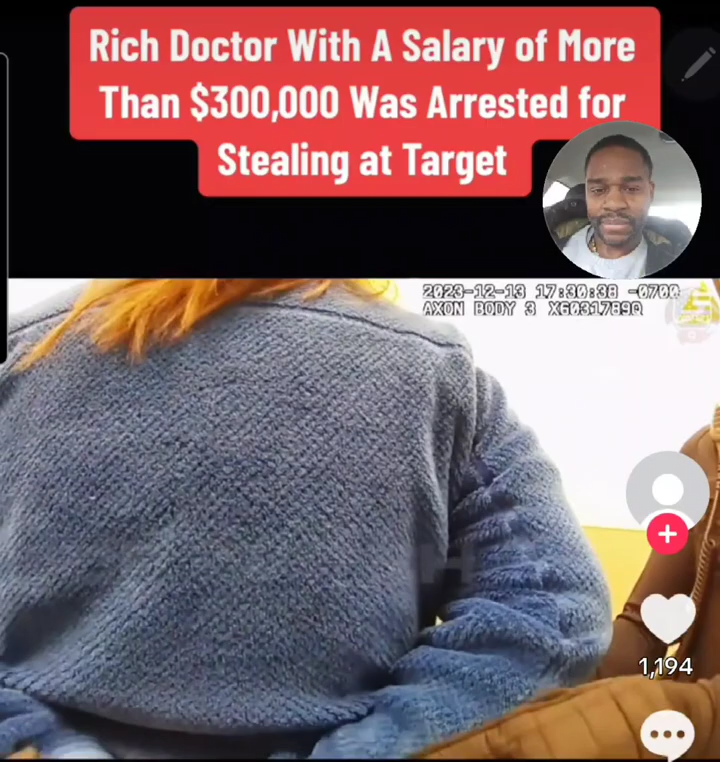 Rich Doctor With A Salary of More
Than $300,000 Was Arrested for
Stealing at Target
2023-12-13 17:30:38 -0700
AXON BODY 3 X60317890
1,194